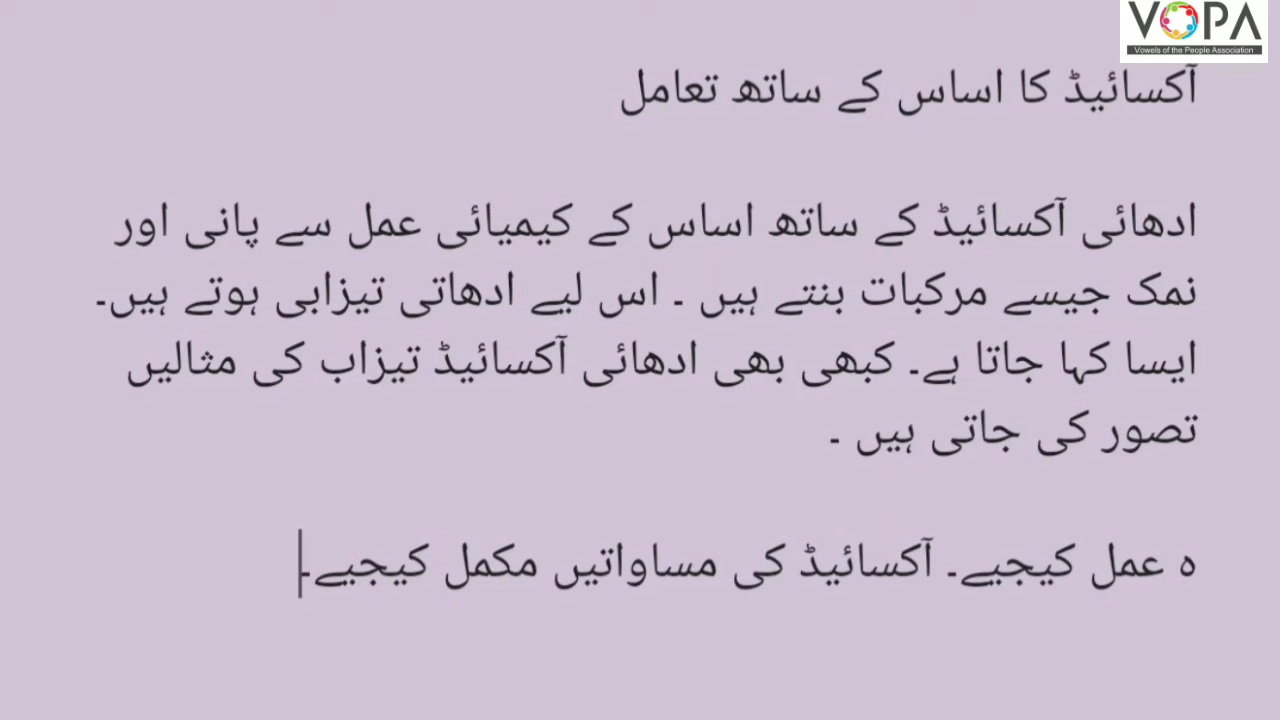 VOPA
Vowels of the People Association
آکسائیڈ کا اساس کے ساتھ تعامل
ادھائی آکسائیڈ کے ساتھ اساس کے کیمیائی عمل سے پانی اور
نمک جیسے مرکبات بنتے ہیں ۔ اس لیے ادھاتی تیزابی ہوتے ہیں۔
ایسا کہا جاتا ہے۔ کبھی بھی ادھائی آکسائیڈ تیزاب کی مثالیں
تصور کی جاتی ہیں ۔
ہ عمل کیجیے۔ آکسائیڈ کی مساواتیں مکمل کیجیے۔